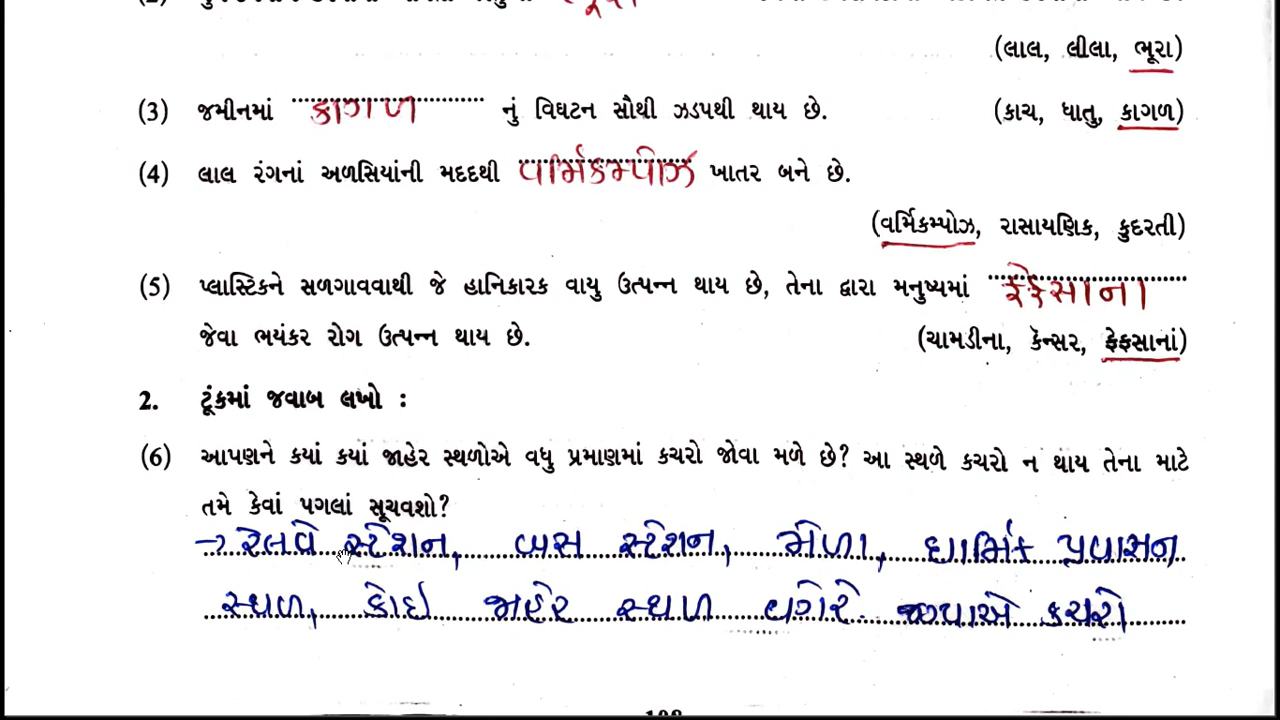 (લાલ, લીલા, ભૂરા)
(3) જમીનમાં કાગળ નું વિઘટન સૌથી ઝડપથી થાય છે. (કાચ, ધાતુ, કાગળ)
(4) લાલ રંગનાં અળસિયાંની મદદથી વર્મિકમ્પોઝ ખાતર બને છે.
(વર્મિકમ્પોઝ, રાસાયણિક, કુદરતી)
(5) પ્લાસ્ટિકને સળગાવવાથી જે હાનિકારક વાયુ ઉત્પન્ન થાય છે, તેના દ્વારા મનુષ્યમાં ફેફસાના
જેવા ભયંકર રોગ ઉત્પન્ન થાય છે. (ચામડીના, કૅન્સર, ફેફસાનાં)
2. ટૂંકમાં જવાબ લખો :
(6) આપણને કયાં કયાં જાહેર સ્થળોએ વધુ પ્રમાણમાં કચરો જોવા મળે છે? આ સ્થળે કચરો ન થાય તેના માટે
તમે કેવાં પગલાં સૂચવશો?
→ રેલવે સ્ટેશન, બાસ સ્ટેશન, મેળા, ધાર્મિક પ્રવાસન
સ્થળ, કોઇ જાહેર સ્થળ વગેરે જગ્યાએ કચરો